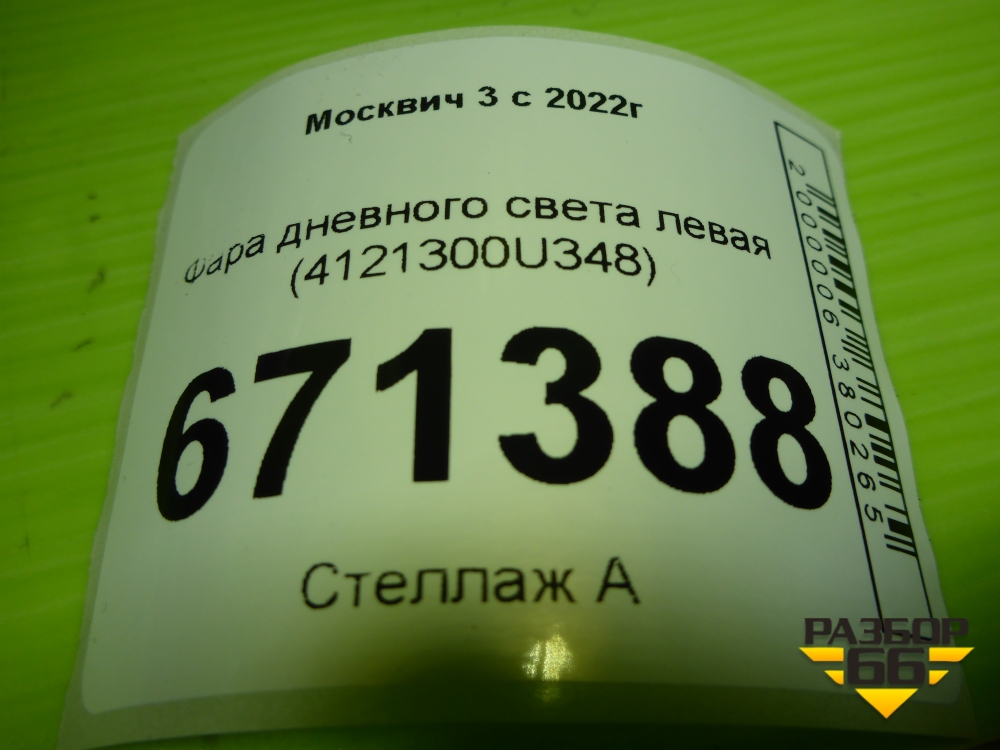 Москвич 3 с 2022г
Фара дневного света левая
(4121300U348)
671388
Стеллаж А
2000006380265
РАЗБОР
66